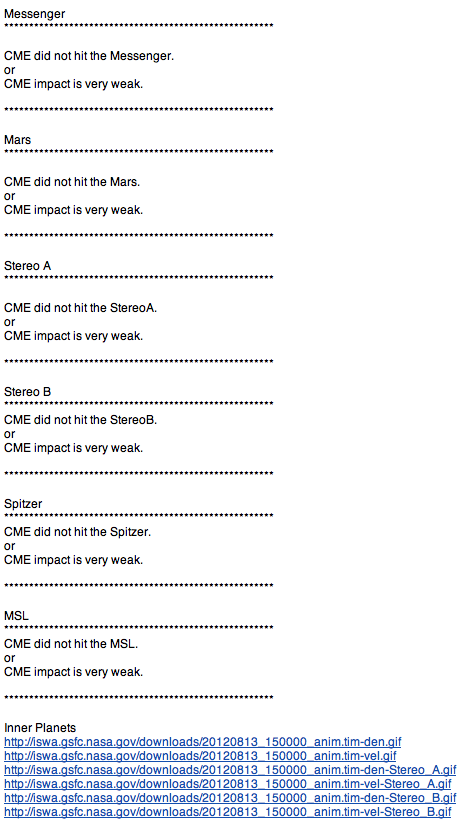 Messenger
******************************************************
CME did not hit the Messenger.
or
CME impact is very weak.
******************************************************
Mars
******************************************************
CME did not hit the Mars.
or
CME impact is very weak.
******************************************************
Stereo A
******************************************************
CME did not hit the StereoA.
or
CME impact is very weak.
******************************************************
Stereo B
******************************************************
CME did not hit the StereoB.
or
CME impact is very weak.
******************************************************
Spitzer
******************************************************
CME did not hit the Spitzer.
or
CME impact is very weak.
******************************************************
MSL
******************************************************
CME did not hit the MSL.
or
CME impact is very weak.
******************************************************
Inner Planets
http://iswa.gsfc.nasa.gov/downloads/20120813_150000_anim.tim-den.gif
http://iswa.gsfc.nasa.gov/downloads/20120813_150000_anim.tim-vel.gif
http://iswa.gsfc.nasa.gov/downloads/20120813_150000_anim.tim-den-Stereo_A.gif
http://iswa.gsfc.nasa.gov/downloads/20120813_150000_anim.tim-vel-Stereo_A.gif
http://iswa.gsfc.nasa.gov/downloads/20120813_150000_anim.tim-den-Stereo_B.gif
http://iswa.gsfc.nasa.gov/downloads/20120813_150000_anim.tim-vel-Stereo_B.gif